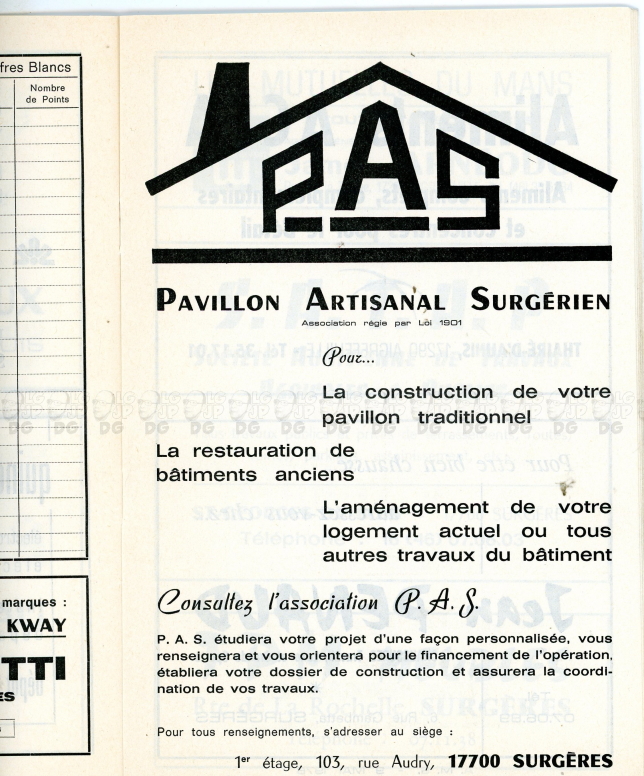 ffres Blancs
Nombre
de Points
marques :
KWAY
TTI
ES
P.A.S
PAVILLON ARTISANAL SURGÉRIEN
Association régie par Loi 1901
Pour...
La construction de votre
pavillon traditionnel
La restauration de
bâtiments anciens
L'aménagement de votre
logement actuel ou tous
autres travaux du bâtiment
Consultez l'association P. A. S.
P. A. S. étudiera votre projet d'une façon personnalisée, vous
renseignera et vous orientera pour le financement de l'opération,
établiera votre dossier de construction et assurera la coordi-
nation de vos travaux.
Pour tous renseignements, s'adresser au siège :
1er étage, 103, rue Audry, 17700 SURGÈRES